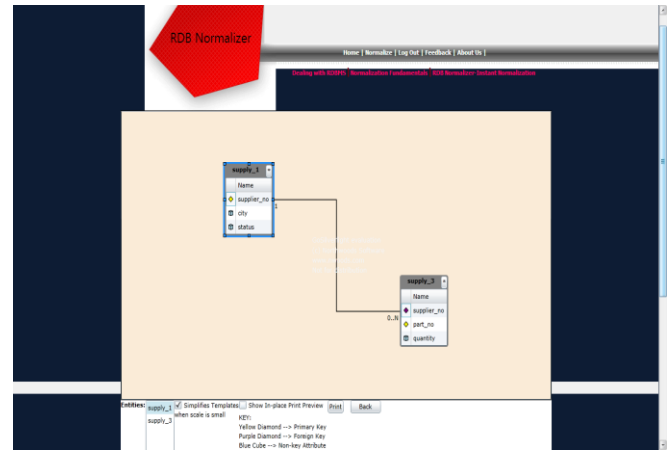 RDB Normalizer
Home | Normalize | Log Out | Feedback | About Us |
Dealing with RDBMS | Normalization Fundamentals | RDB Normalizer-Instant Normalization
supply_1
Name
supplier_no
city
status
1
supply_3
Name
supplier_no
part_no
quantity
0..N
Entities:
supply_1
supply_3
Simplifies Templates
when scale is small
Show In-place Print Preview
Print
Back
KEY:
Yellow Diamond --> Primary Key
Purple Diamond --> Foreign Key
Blue Cube --> Non-key Attribute